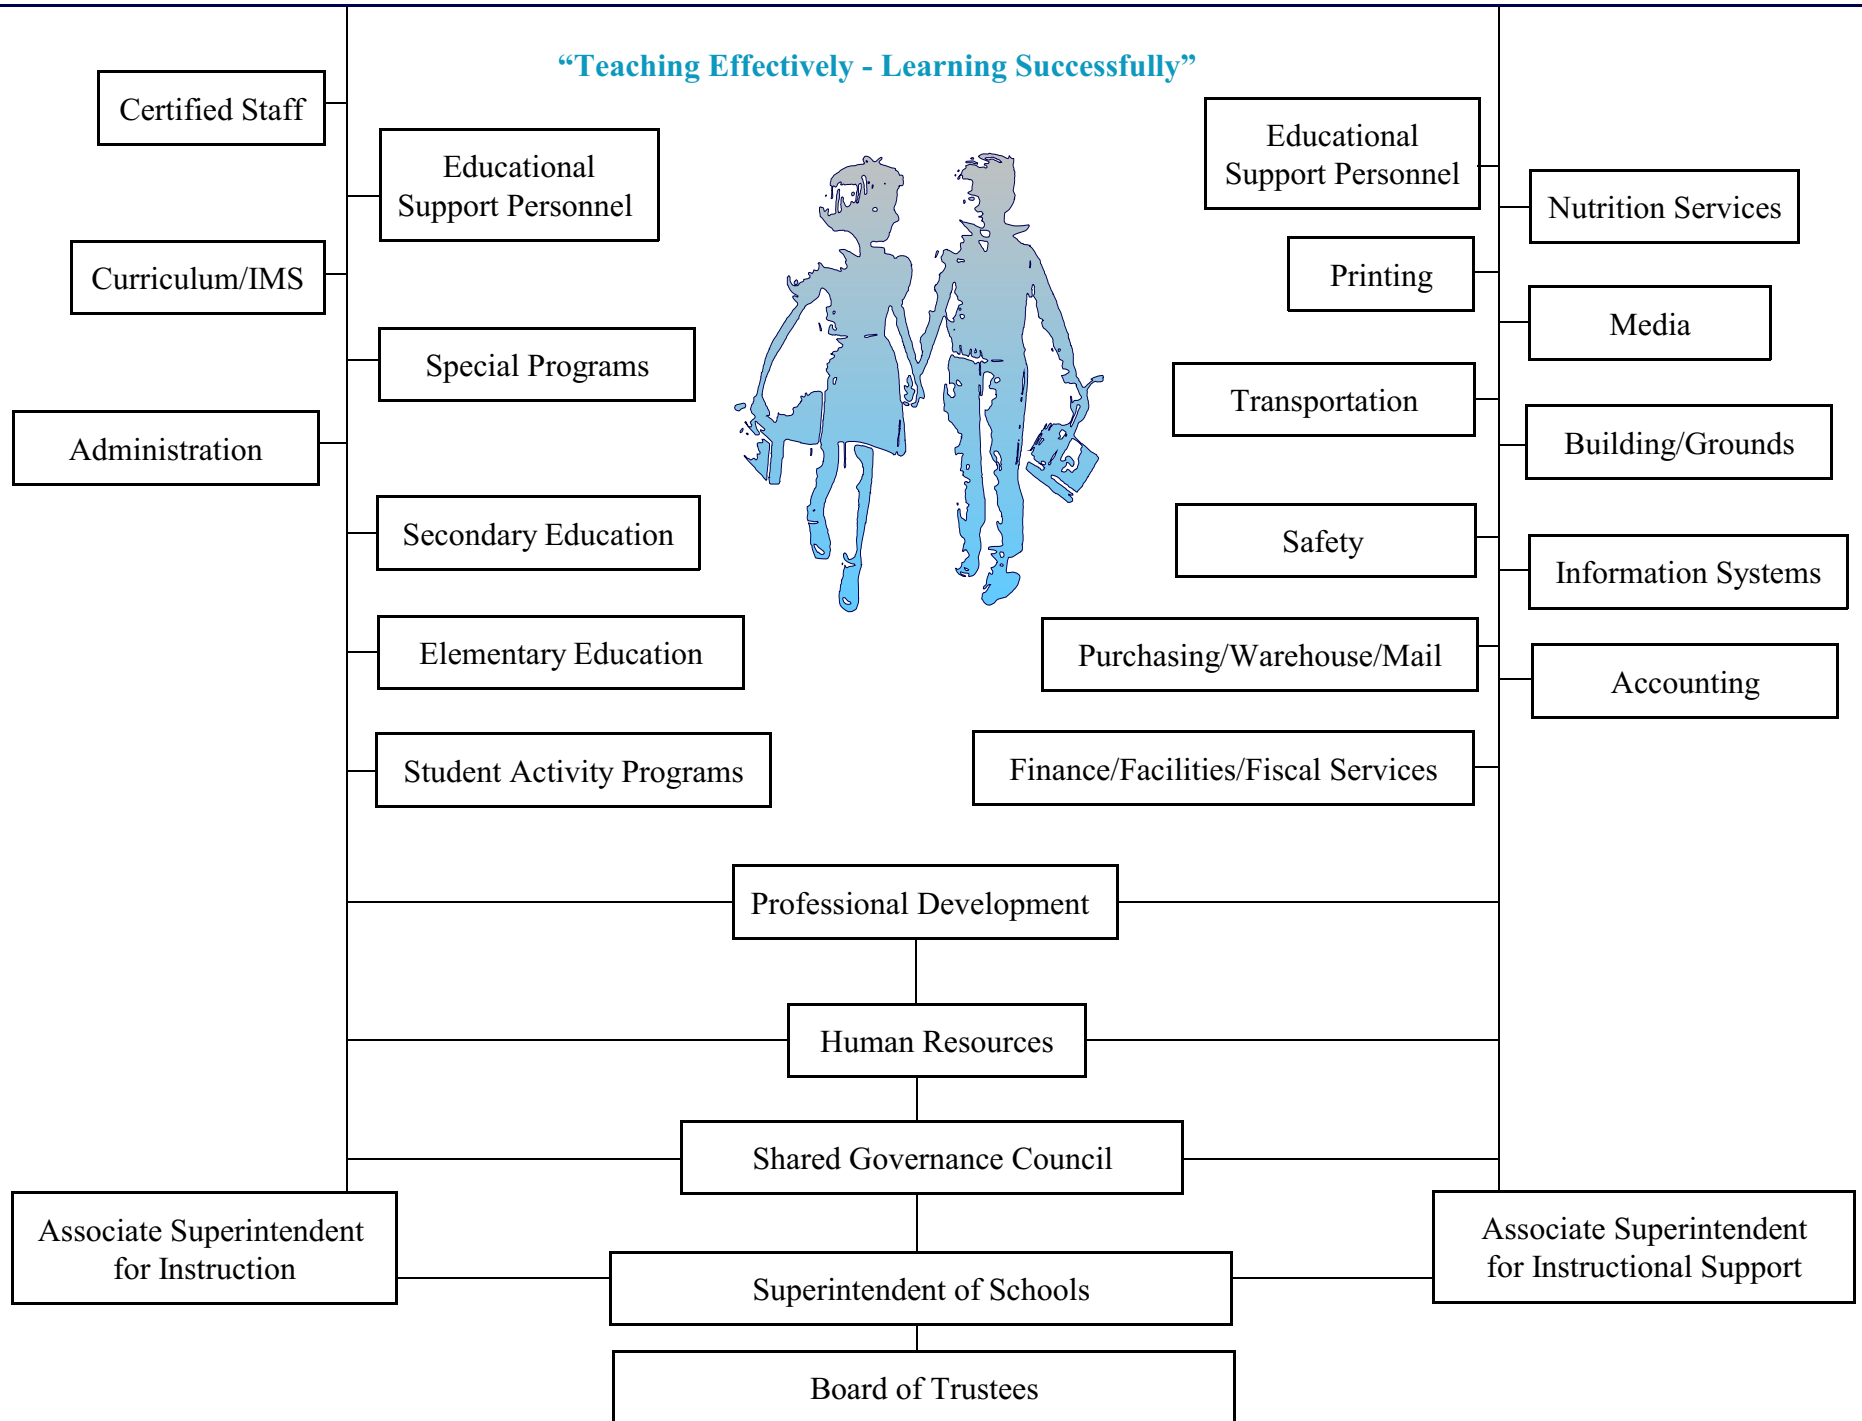 “Teaching Effectively - Learning Successfully”
Certified Staff
Educational
Support Personnel
Curriculum/IMS
Special Programs
Administration
Secondary Education
Elementary Education
Student Activity Programs
Educational
Support Personnel
Nutrition Services
Printing
Media
Transportation
Building/Grounds
Safety
Information Systems
Purchasing/Warehouse/Mail
Accounting
Finance/Facilities/Fiscal Services
Professional Development
Human Resources
Shared Governance Council
Associate Superintendent
for Instruction
Associate Superintendent
for Instructional Support
Superintendent of Schools
Board of Trustees